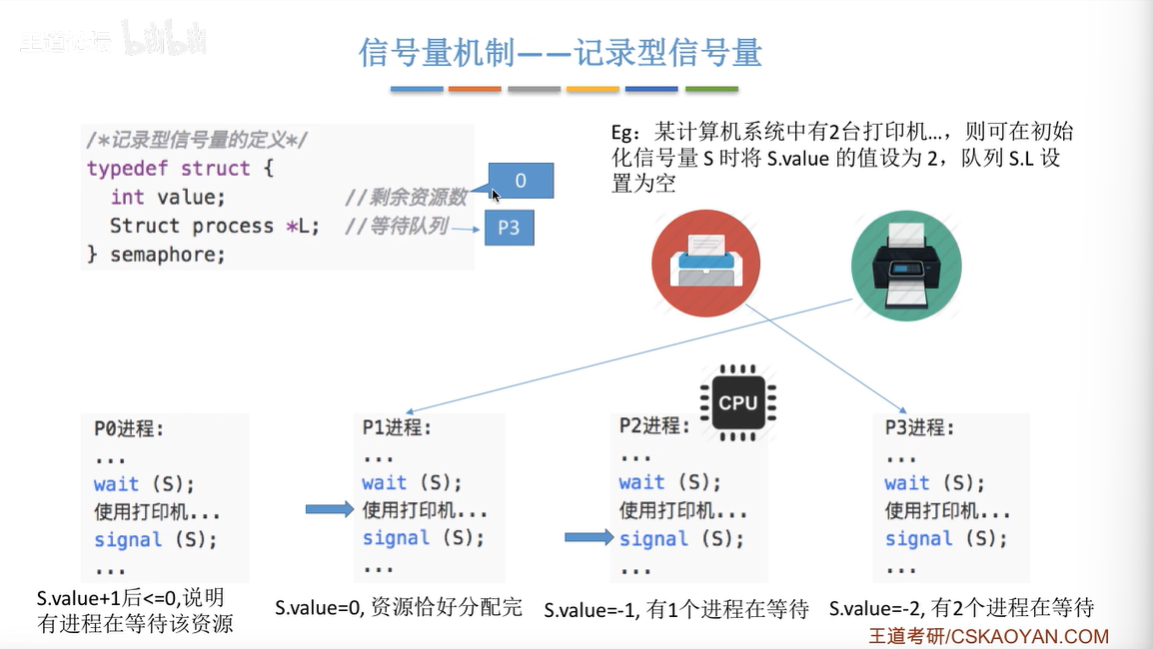 王道论坛 bilibili
信号量机制——记录型信号量
/*记录型信号量的定义*/
typedef struct {
int value; //剩余资源数
Struct process *L; //等待队列
} semaphore;
0
P3
Eg：某计算机系统中有2台打印机…，则可在初始
化信号量 S 时将 S.value 的值设为 2，队列 S.L 设
置为空
CPU
P0进程:
...
wait (S);
使用打印机...
signal (S);
...
P1进程:
...
wait (S);
使用打印机...
signal (S);
...
P2进程:
...
wait (S);
使用打印机...
signal (S);
...
P3进程:
...
wait (S);
使用打印机...
signal (S);
...
S.value+1后<=0,说明
有进程在等待该资源
S.value=0, 资源恰好分配完
S.value=-1, 有1个进程在等待
S.value=-2, 有2个进程在等待
王道考研/CSKAOYAN.COM